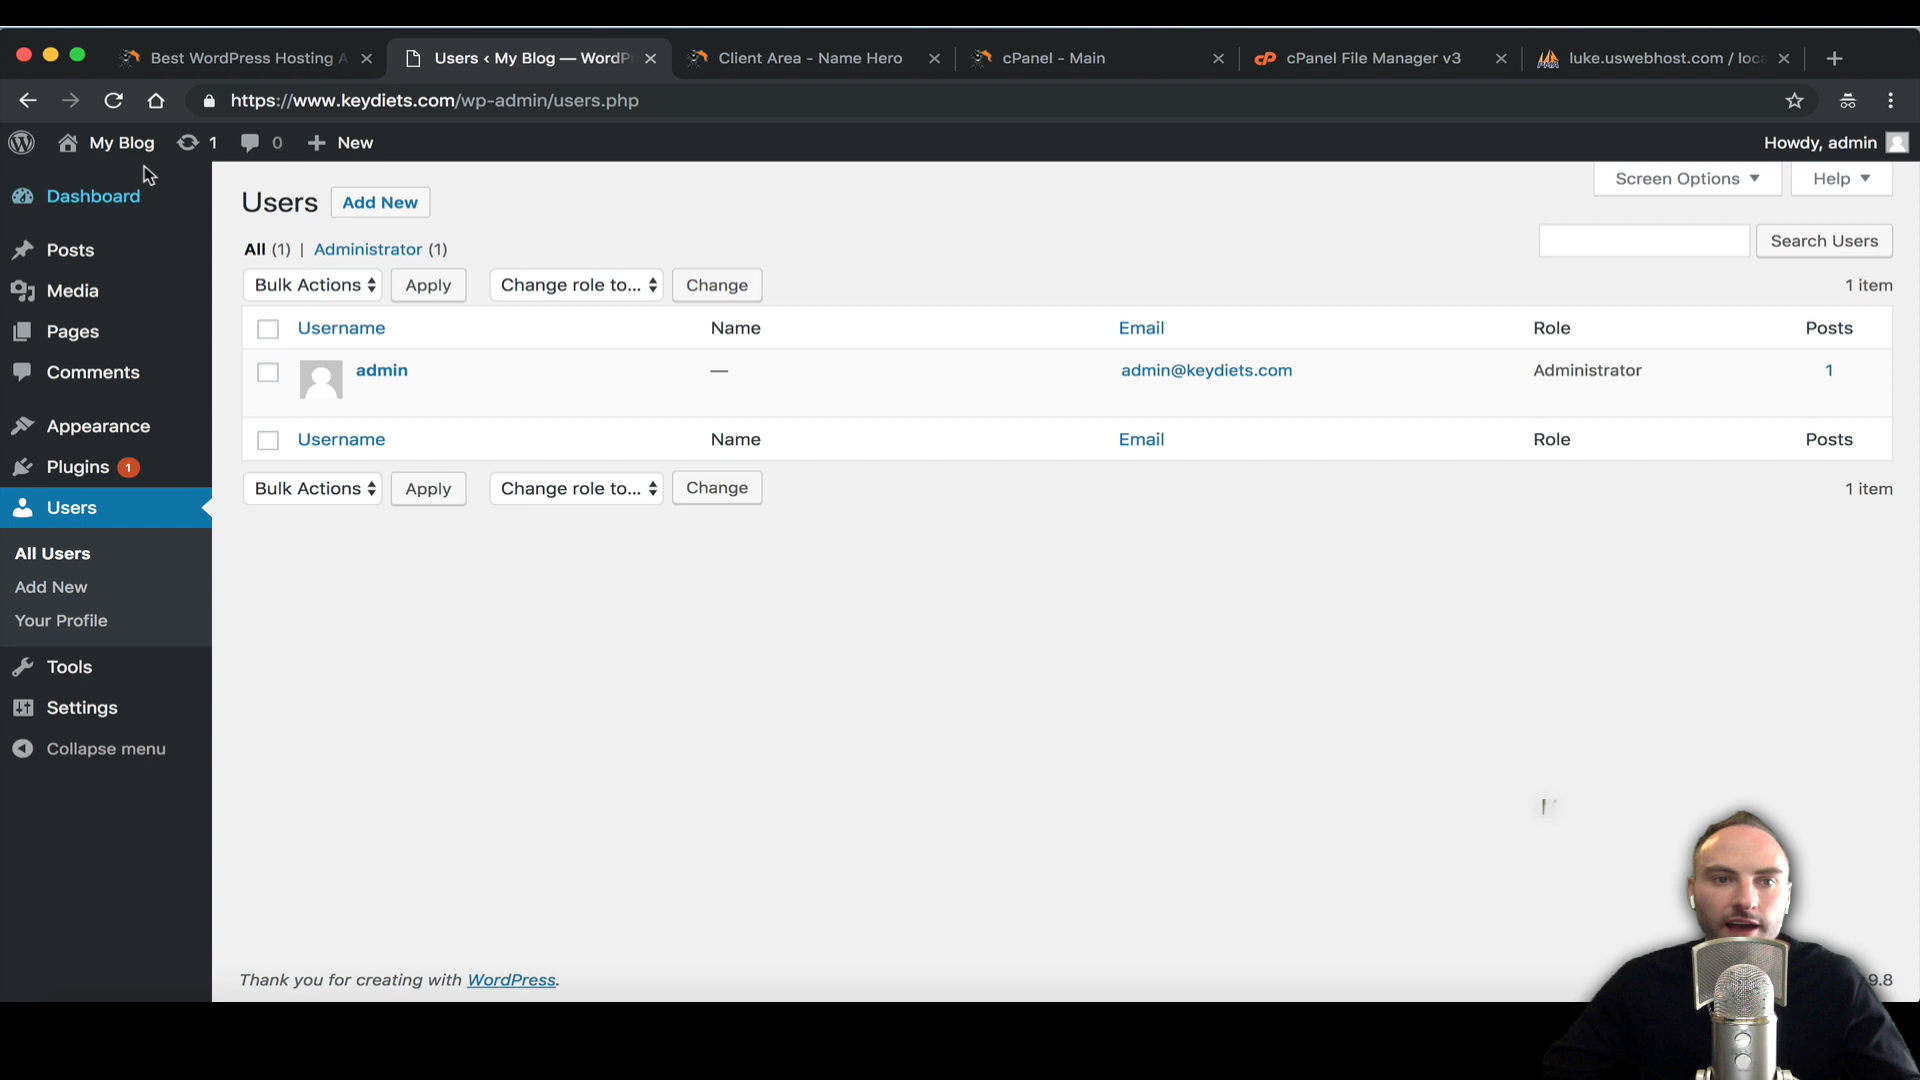 Best WordPress Hosting A
Users ‹ My Blog — WordP
Client Area - Name Hero
cPanel - Main
cPanel File Manager v3
luke.uswebhost.com / loca
https://www.keydiets.com/wp-admin/users.php
My Blog
1
0
New
Howdy, admin
Dashboard
Posts
Media
Pages
Comments
Appearance
Plugins 1
Users
All Users
Add New
Your Profile
Tools
Settings
Collapse menu
Screen Options
Help
Users
Add New
All (1) | Administrator (1)
Search Users
Bulk Actions
Apply
Change role to...
Change
1 item
Username Name Email Role Posts
admin — admin@keydiets.com Administrator 1
Username Name Email Role Posts
Bulk Actions
Apply
Change role to...
Change
1 item
Thank you for creating with WordPress.
9.8